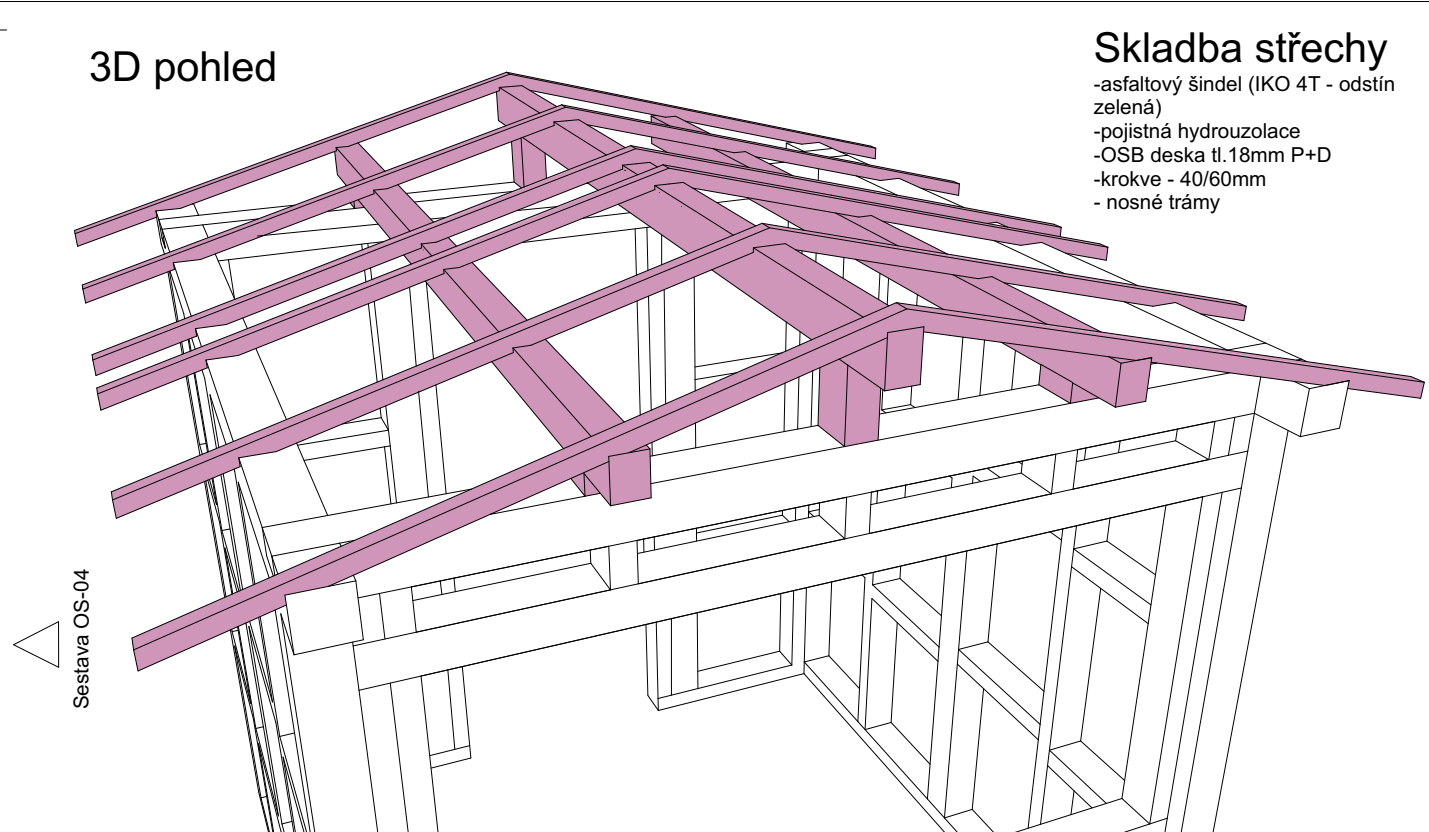 3D pohled
Skladba střechy
-asfaltový šindel (IKO 4T - odstín
zelená)
-pojistná hydrouzolace
-OSB deska tl.18mm P+D
-krokve - 40/60mm
- nosné trámy
Sestava OS-04